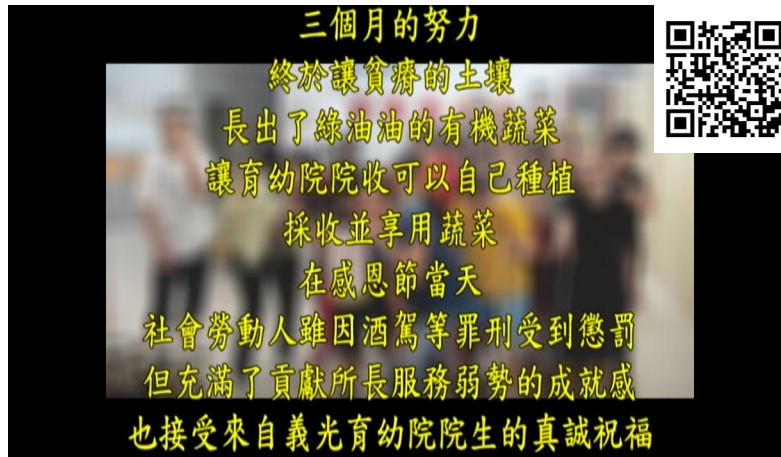 三個月的努力
終於讓貧瘠的土壤
長出了綠油油的有機蔬菜
讓育幼院院收可以自己種植
採收並享用蔬菜
在感恩節當天
社會勞動人雖因酒駕等罪刑受到懲罰
但充滿了貢獻所長服務弱勢的成就感
也接受來自義光育幼院院生的真誠祝福